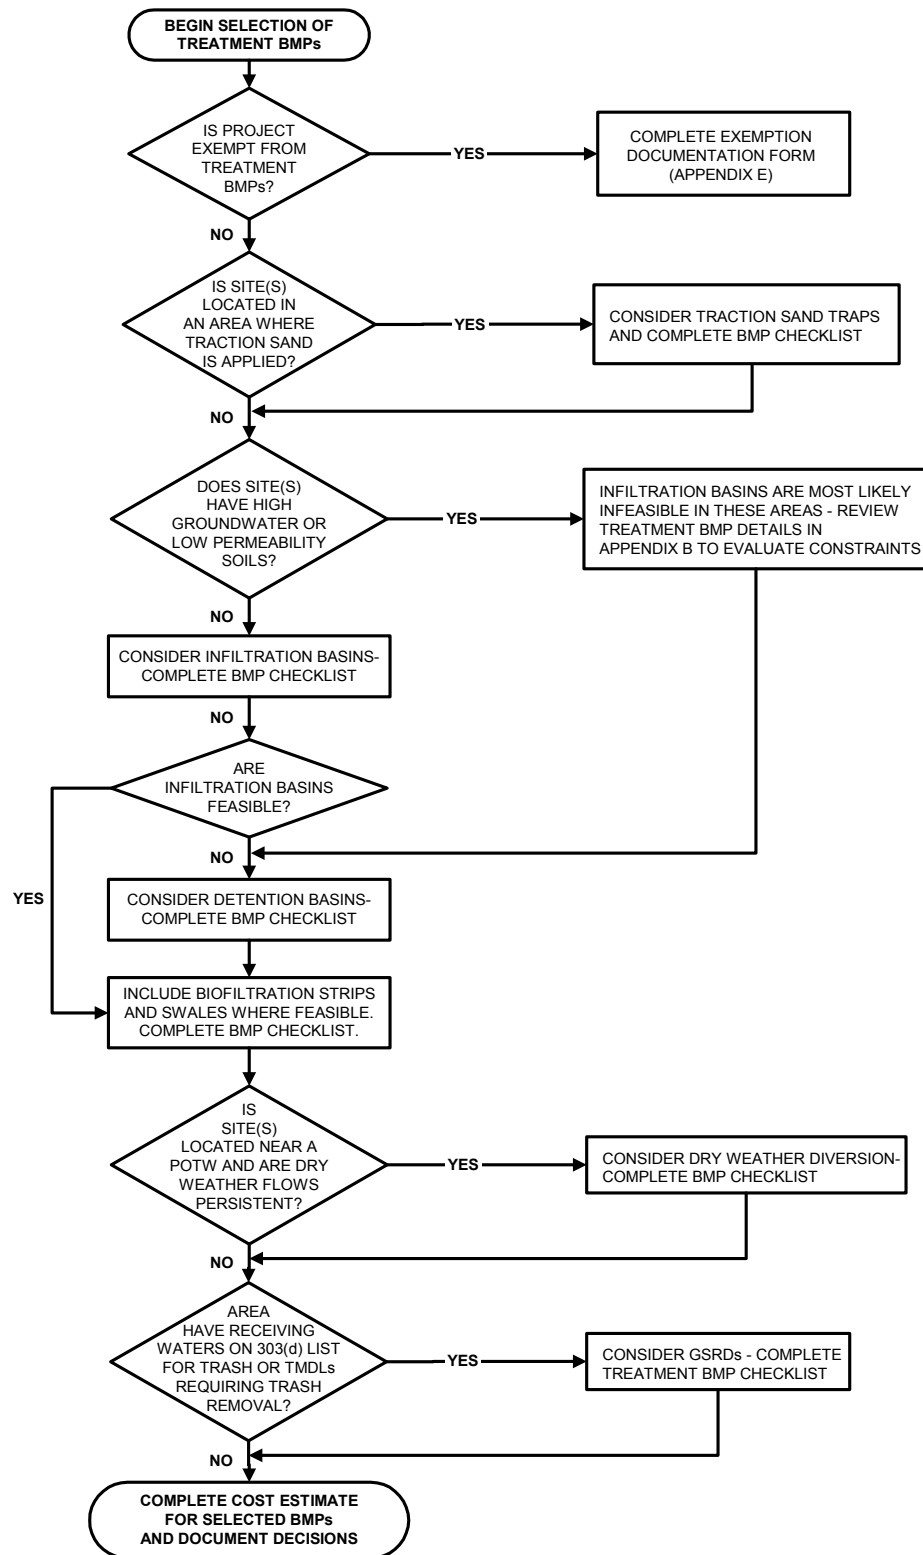 BEGIN SELECTION OF
TREATMENT BMPs
IS PROJECT
EXEMPT FROM
TREATMENT
BMPs?
YES
COMPLETE EXEMPTION
DOCUMENTATION FORM
(APPENDIX E)
NO
IS SITE(S)
LOCATED IN
AN AREA WHERE
TRACTION SAND
IS APPLIED?
YES
CONSIDER TRACTION SAND TRAPS
AND COMPLETE BMP CHECKLIST
NO
DOES SITE(S)
HAVE HIGH
GROUNDWATER OR
LOW PERMEABILITY
SOILS?
YES
INFILTRATION BASINS ARE MOST LIKELY
INFEASIBLE IN THESE AREAS - REVIEW
TREATMENT BMP DETAILS IN
APPENDIX B TO EVALUATE CONSTRAINTS
NO
CONSIDER INFILTRATION BASINS-
COMPLETE BMP CHECKLIST
NO
ARE
INFILTRATION BASINS
FEASIBLE?
NO
YES
CONSIDER DETENTION BASINS-
COMPLETE BMP CHECKLIST
INCLUDE BIOFILTRATION STRIPS
AND SWALES WHERE FEASIBLE.
COMPLETE BMP CHECKLIST.
IS
SITE(S)
LOCATED NEAR A
POTW AND ARE DRY
WEATHER FLOWS
PERSISTENT?
YES
CONSIDER DRY WEATHER DIVERSION-
COMPLETE BMP CHECKLIST
NO
AREA
HAVE RECEIVING
WATERS ON 303(d) LIST
FOR TRASH OR TMDLs
REQUIRING TRASH
REMOVAL?
YES
CONSIDER GSRDs - COMPLETE
TREATMENT BMP CHECKLIST
NO
COMPLETE COST ESTIMATE
FOR SELECTED BMPs
AND DOCUMENT DECISIONS